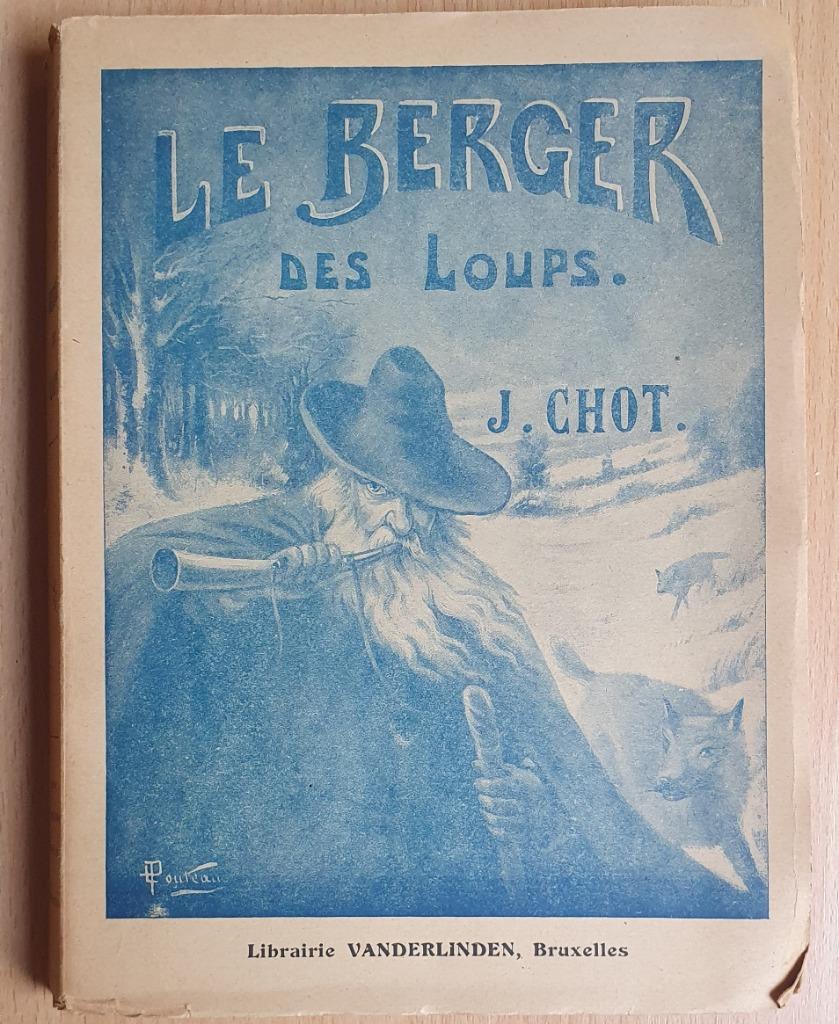 LE BERGER
DES LOUPS.
J. CHOT.
Librairie VANDERLINDEN, Bruxelles